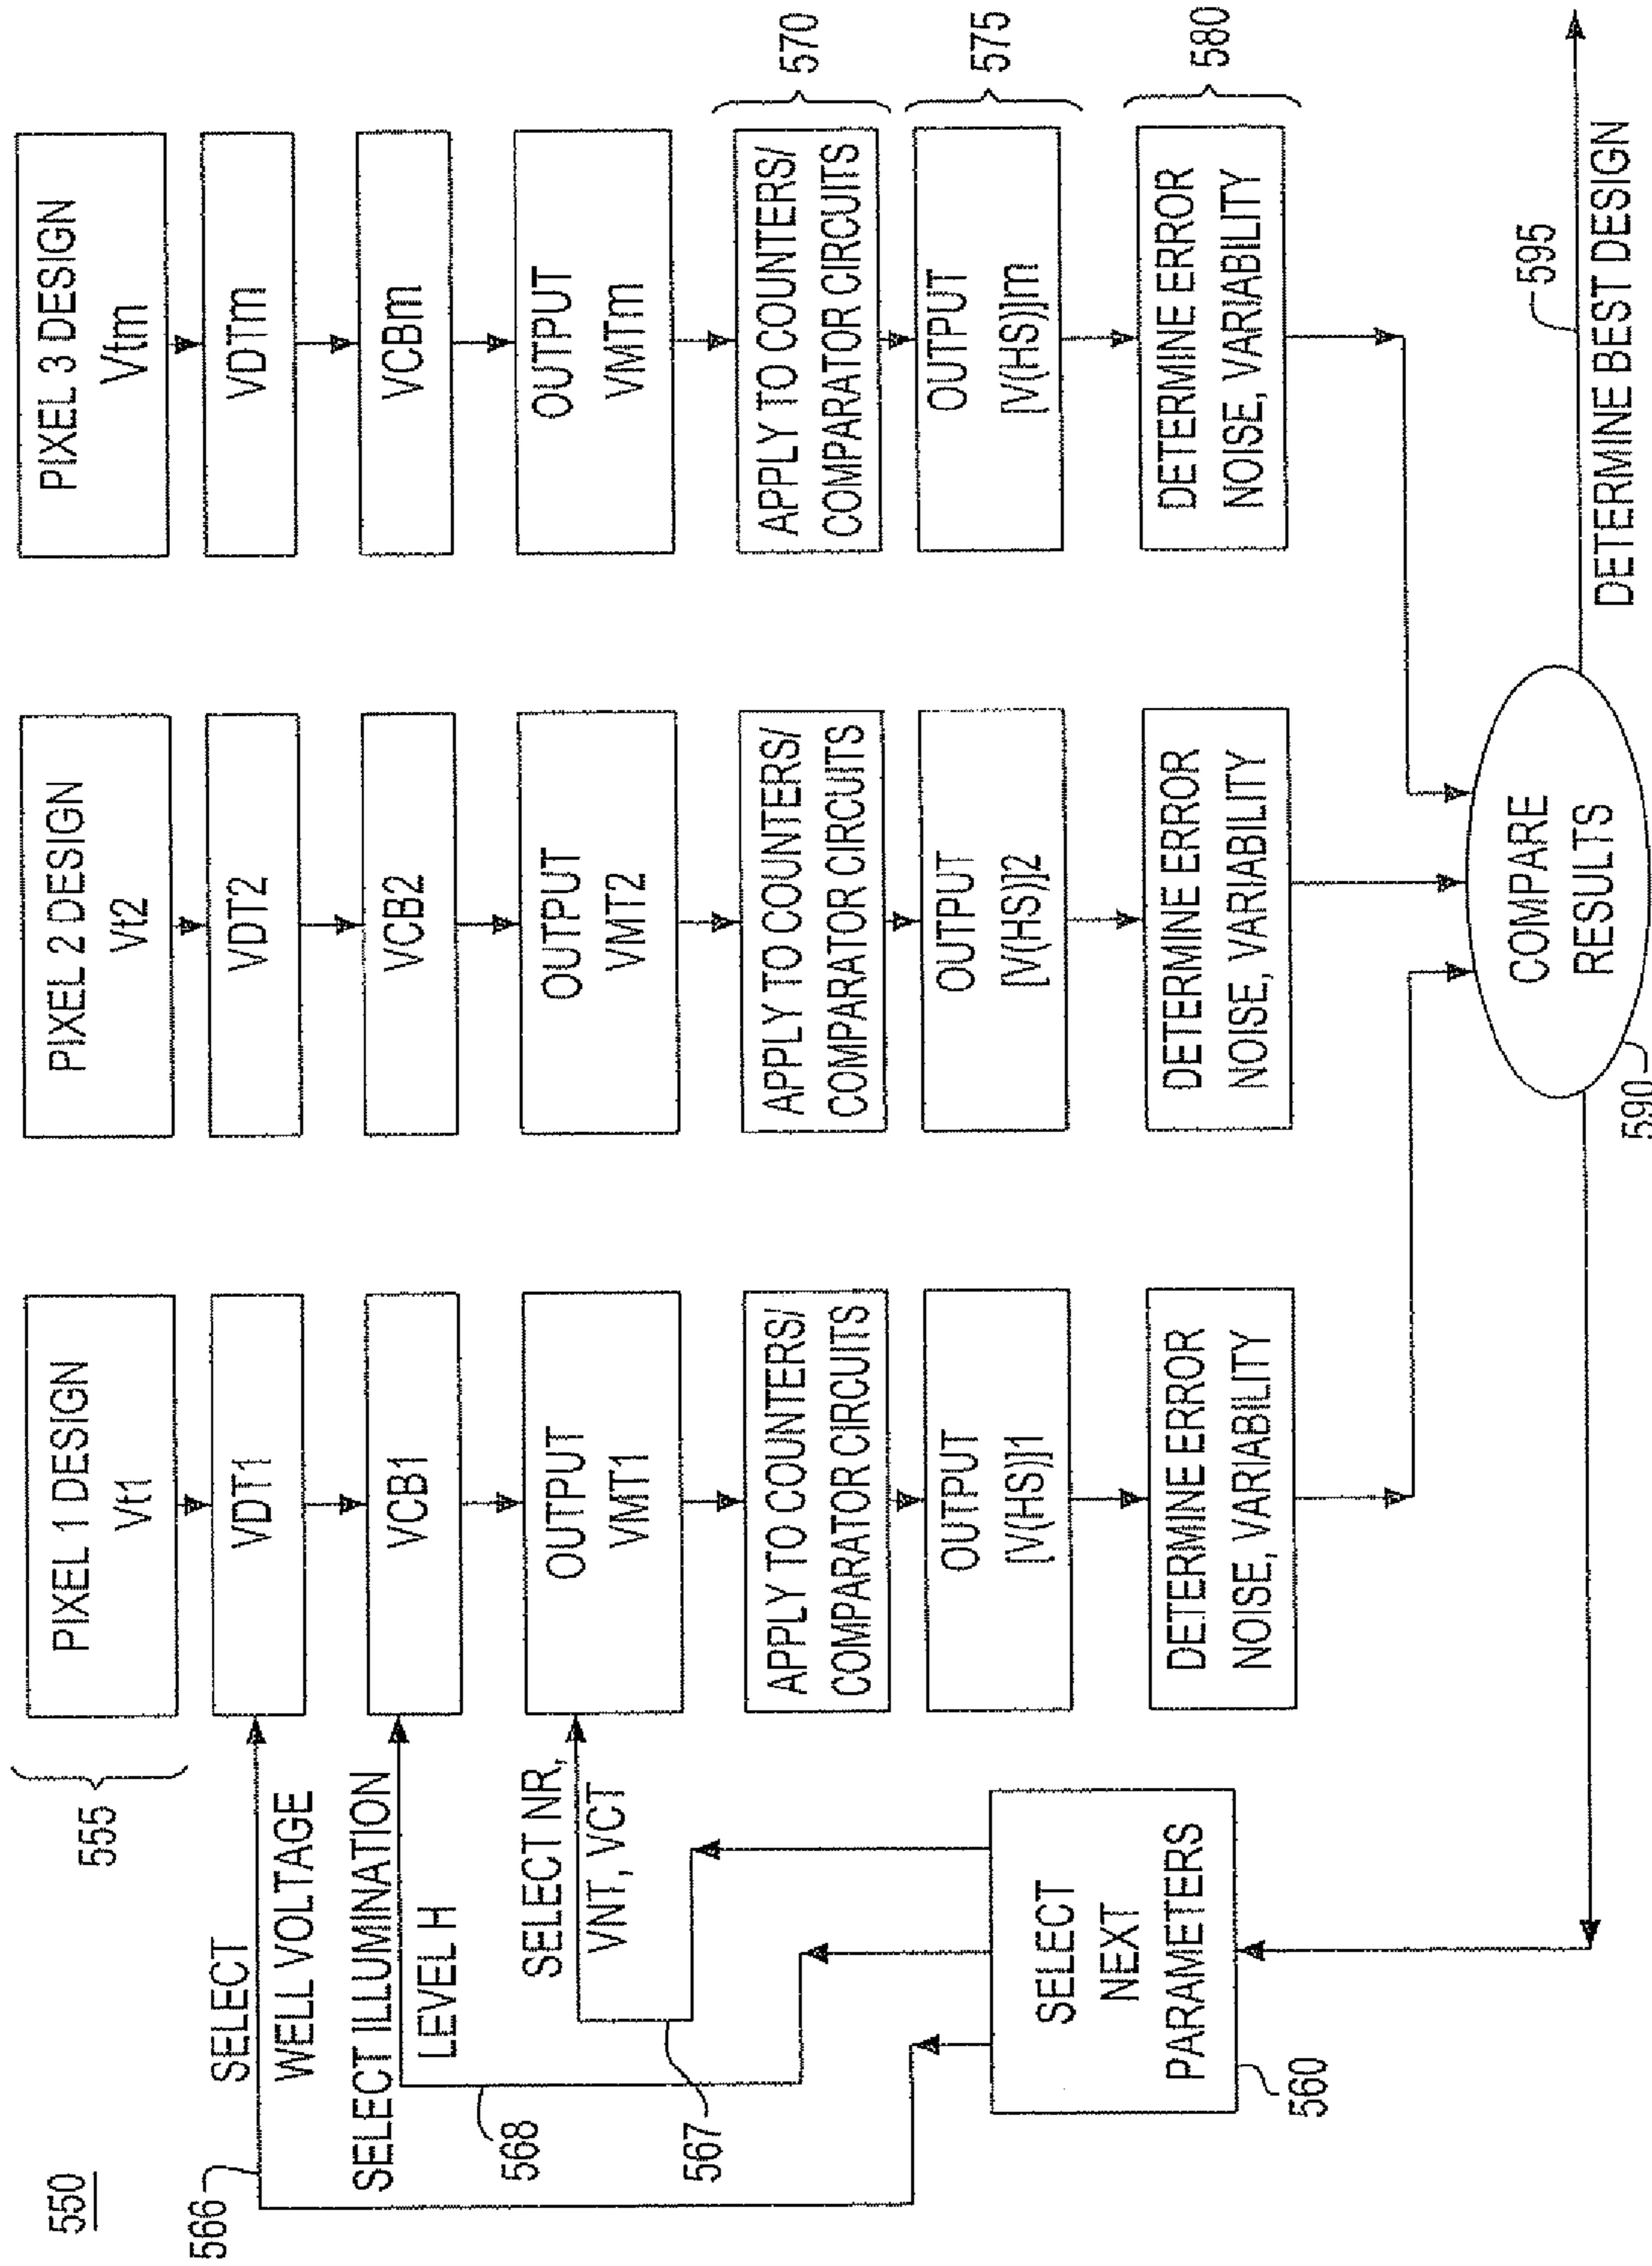 550
555
PIXEL 1 DESIGN
Vt1
PIXEL 2 DESIGN
Vt2
PIXEL 3 DESIGN
Vtm
566
SELECT
WELL VOLTAGE
VDT1
VDT2
VDTm
SELECT ILLUMINATION
LEVEL H
568
VCB1
VCB2
VCBm
SELECT NR,
VNT, VCT
567
OUTPUT
VMT1
OUTPUT
VMT2
OUTPUT
VMTm
APPLY TO COUNTERS/
COMPARATOR CIRCUITS
APPLY TO COUNTERS/
COMPARATOR CIRCUITS
APPLY TO COUNTERS/
COMPARATOR CIRCUITS
570
OUTPUT
[V(HS)]1
OUTPUT
[V(HS)]2
OUTPUT
[V(HS)]m
575
SELECT
NEXT
PARAMETERS
560
DETERMINE ERROR
NOISE, VARIABILITY
DETERMINE ERROR
NOISE, VARIABILITY
DETERMINE ERROR
NOISE, VARIABILITY
580
COMPARE
RESULTS
590
595
DETERMINE BEST DESIGN